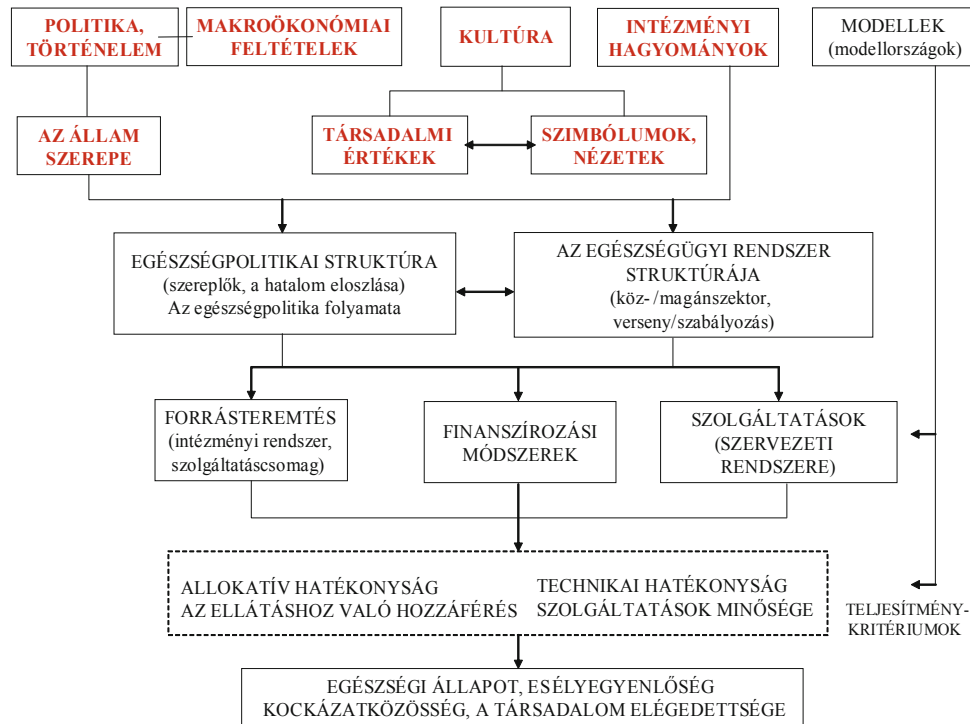 POLITIKA,
TÖRTÉNELEM
MAKROÖKONÓMIAI
FELTÉTELEK
KULTÚRA
INTÉZMÉNYI
HAGYOMÁNYOK
MODELLEK
(modellországok)
AZ ÁLLAM
SZEREPE
TÁRSADALMI
ÉRTÉKEK
SZIMBÓLUMOK,
NÉZETEK
EGÉSZSÉGPOLITIKAI STRUKTÚRA
(szereplők, a hatalom eloszlása)
Az egészségpolitika folyamata
AZ EGÉSZSÉGÜGYI RENDSZER
STRUKTÚRÁJA
(köz- /magánszektor,
verseny/szabályozás)
FORRÁSTEREMTÉS
(intézményi rendszer,
szolgáltatáscsomag)
FINANSZÍROZÁSI
MÓDSZEREK
SZOLGÁLTATÁSOK
(SZERVEZETI
RENDSZERE)
ALLOKATÍV HATÉKONYSÁG
AZ ELLÁTÁSHOZ VALÓ HOZZÁFÉRÉS
TECHNIKAI HATÉKONYSÁG
SZOLGÁLTATÁSOK MINŐSÉGE
TELJESÍTMÉNY-
KRITÉRIUMOK
EGÉSZSÉGI ÁLLAPOT, ESÉLYEGYENLŐSÉG
KOCKÁZATKÖZÖSSÉG, A TÁRSADALOM ELÉGEDETTSÉGE